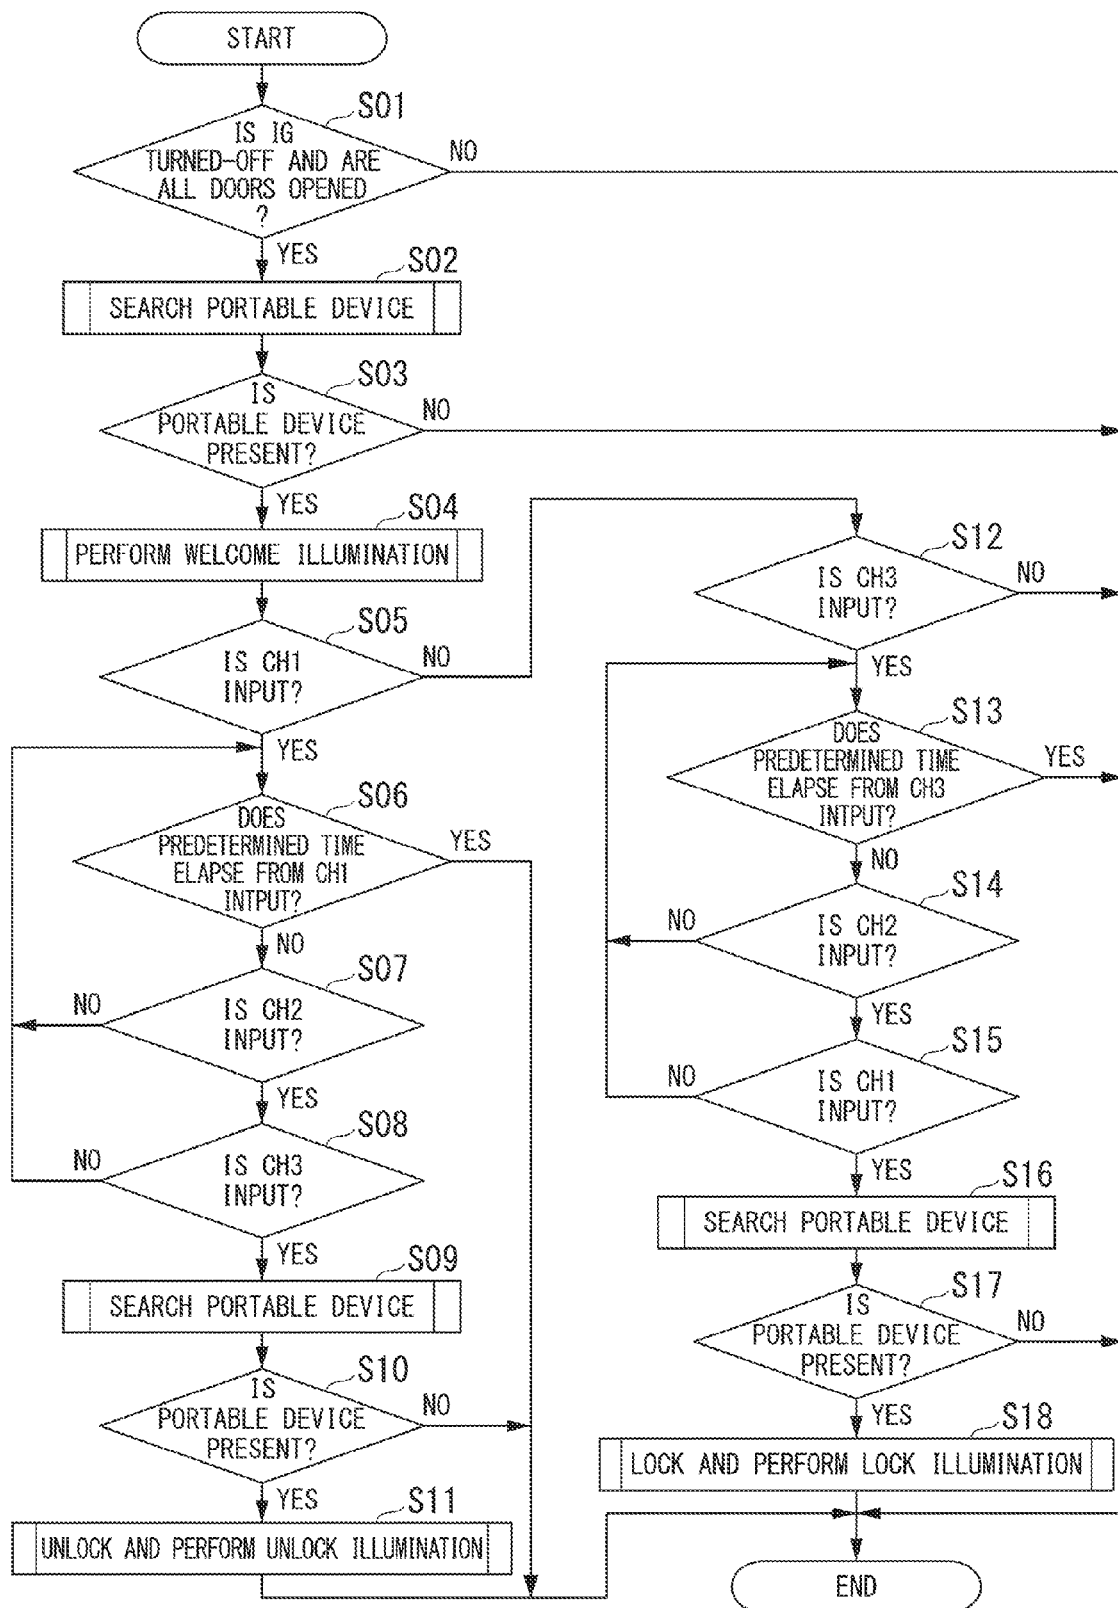 START
S01
IS IG
TURNED-OFF AND ARE
ALL DOORS OPENED
?
NO
YES
S02
SEARCH PORTABLE DEVICE
S03
IS
PORTABLE DEVICE
PRESENT?
NO
YES
S04
PERFORM WELCOME ILLUMINATION
S05
IS CH1
INPUT?
NO
YES
S06
DOES
PREDETERMINED TIME
ELAPSE FROM CH1
INTPUT?
YES
NO
S07
IS CH2
INPUT?
NO
YES
S08
IS CH3
INPUT?
NO
YES
S09
SEARCH PORTABLE DEVICE
S10
IS
PORTABLE DEVICE
PRESENT?
NO
YES
S11
UNLOCK AND PERFORM UNLOCK ILLUMINATION
S12
IS CH3
INPUT?
NO
YES
S13
DOES
PREDETERMINED TIME
ELAPSE FROM CH3
INTPUT?
YES
NO
S14
IS CH2
INPUT?
NO
YES
S15
IS CH1
INPUT?
NO
YES
S16
SEARCH PORTABLE DEVICE
S17
IS
PORTABLE DEVICE
PRESENT?
NO
YES
S18
LOCK AND PERFORM LOCK ILLUMINATION
END